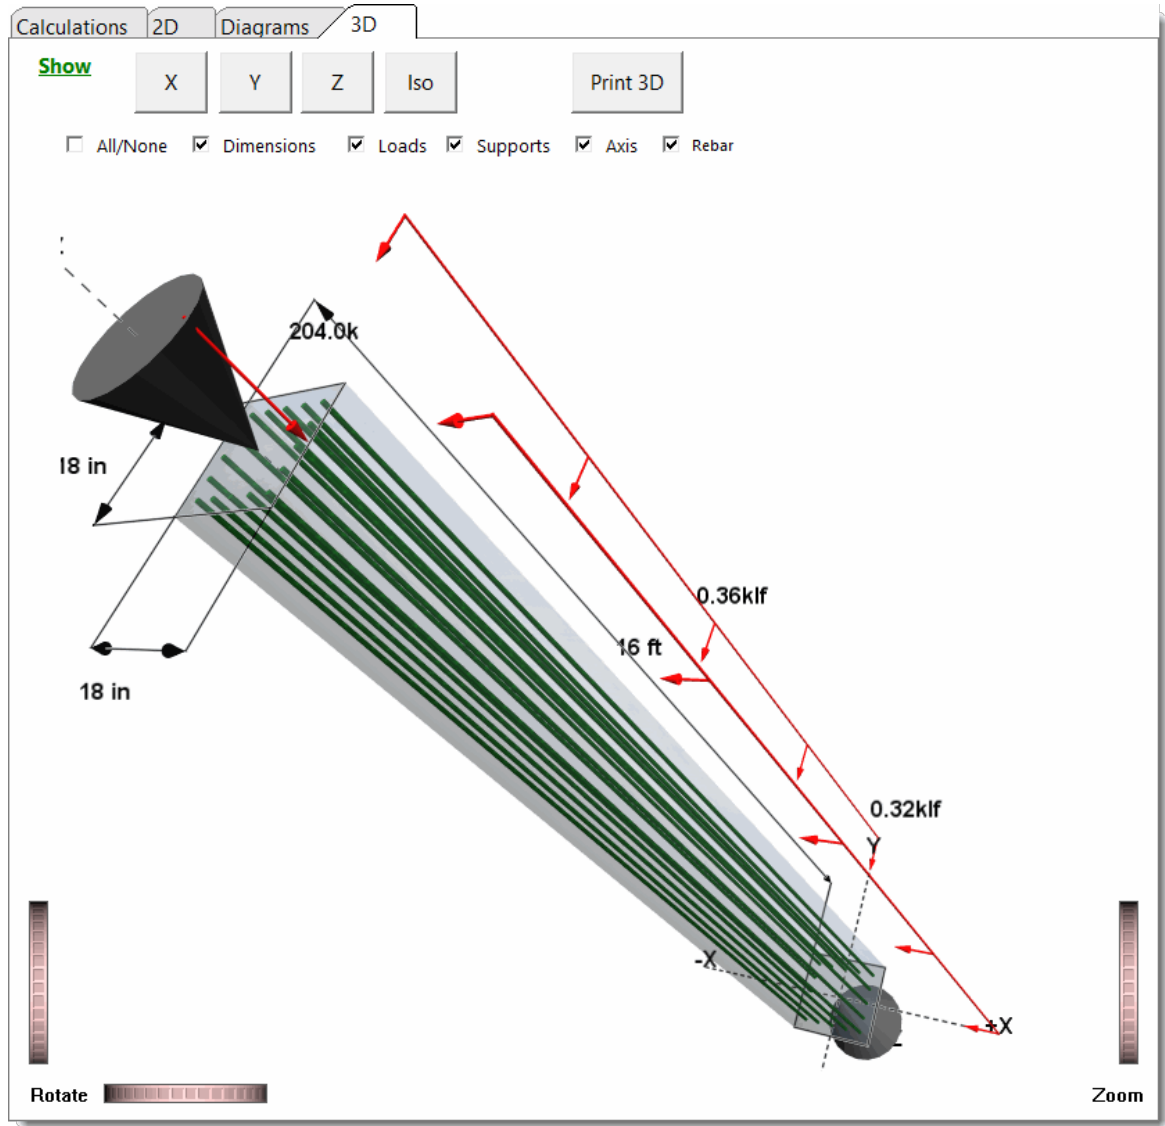 Calculations 2D Diagrams 3D
Show X Y Z Iso Print 3D
All/None Dimensions Loads Supports Axis Rebar
204.0k
18 in
0.36klf
16 ft
18 in
0.32klf
Y
-X
+X
Rotate Zoom